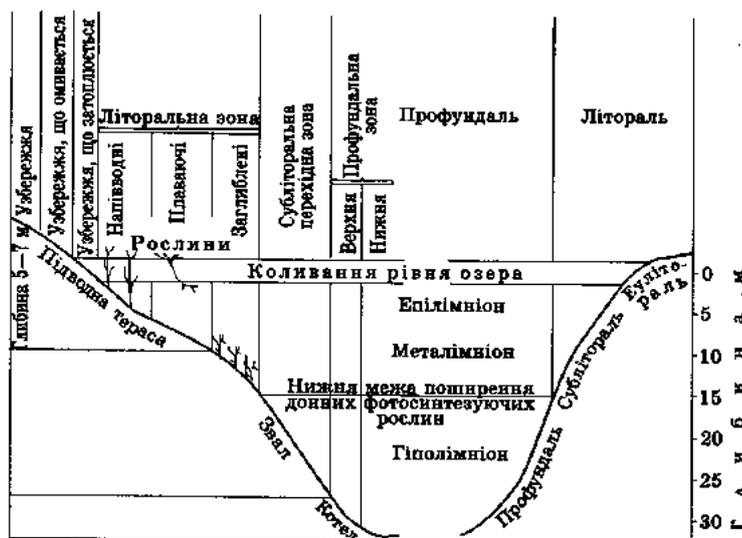 Узбережжя
Узбережжя, що омивається
Узбережжя, що затоплюється
Літоральна зона
Напівводні
Плаваючі
Заглиблені
Субліторальна
перехідна зона
Профундальна
зона
Верхня
Нижня
Профундаль
Літораль
Рослини
Коливання рівня озера
Глибина 5—7 м
Підводна тераса
Епілімніон
Металімніон
Нижня межа поширення
донних фотосинтезуючих
рослин
Гіполімніон
Звал
Котел
Профундаль
Сублітораль
Еуліто-
раль
0
5
10
15
20
25
30
Глибина, м